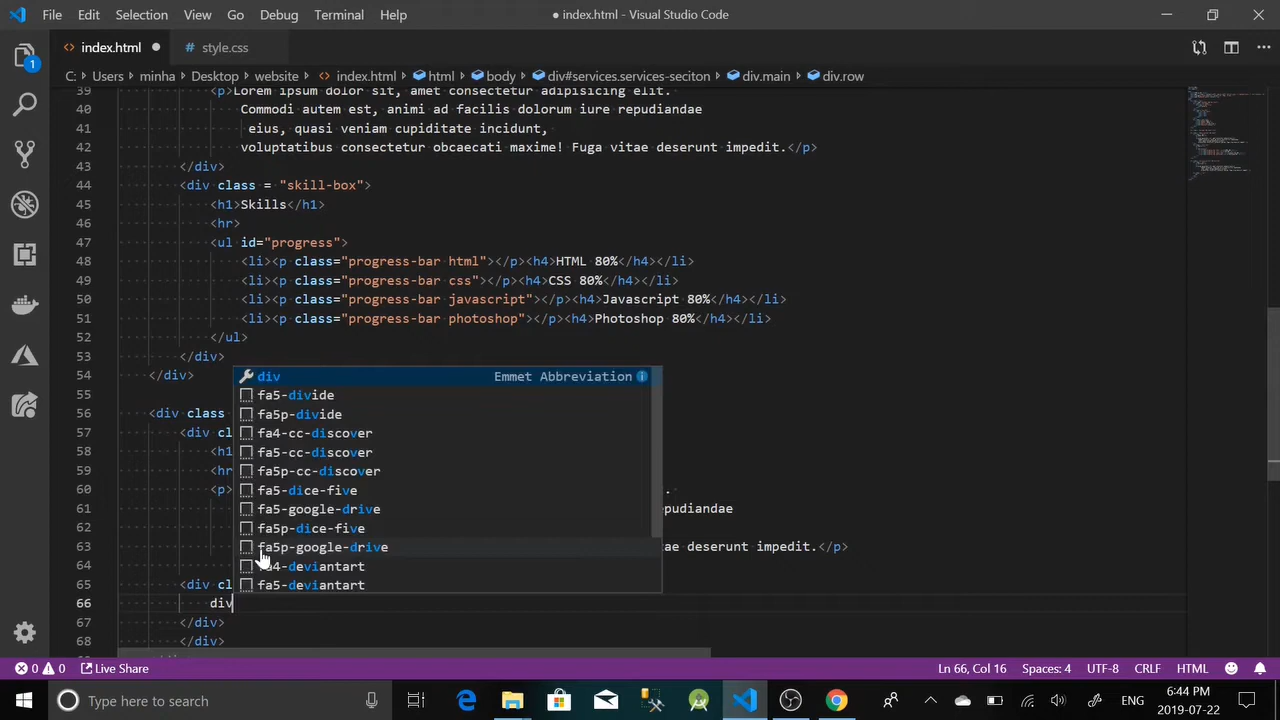 File Edit Selection View Go Debug Terminal Help
● index.html - Visual Studio Code
index.html ●
style.css
C: > Users > minha > Desktop > website > index.html > html > body > div#services.services-seciton > div.main > div.row
39 <p>Lorem ipsum dolor sit, amet consectetur adipisicing elit.
40 Commodi autem est, animi ad facilis dolorum iure repudiandae
41 eius, quasi veniam cupiditate incidunt,
42 voluptatibus consectetur obcaecati maxime! Fuga vitae deserunt impedit.</p>
43 </div>
44 <div class = "skill-box">
45 <h1>Skills</h1>
46 <hr>
47 <ul id="progress">
48 <li><p class="progress-bar html"></p><h4>HTML 80%</h4></li>
49 <li><p class="progress-bar css"></p><h4>CSS 80%</h4></li>
50 <li><p class="progress-bar javascript"></p><h4>Javascript 80%</h4></li>
51 <li><p class="progress-bar photoshop"></p><h4>Photoshop 80%</h4></li>
52 </ul>
53 </div>
54 </div>
55
56 <div class
57 <div cl
58 <h1
59 <hr
60 <p> .
61 epudiandae
62
63 ae deserunt impedit.</p>
64
65 <div cl
66 div
67 </div>
68 </div>
div Emmet Abbreviation
fa5-divide
fa5p-divide
fa4-cc-discover
fa5-cc-discover
fa5p-cc-discover
fa5-dice-five
fa5-google-drive
fa5p-dice-five
fa5p-google-drive
fa4-deviantart
fa5-deviantart
1
0 0 Live Share
Ln 66, Col 16 Spaces: 4 UTF-8 CRLF HTML
Type here to search
ENG
6:44 PM
2019-07-22